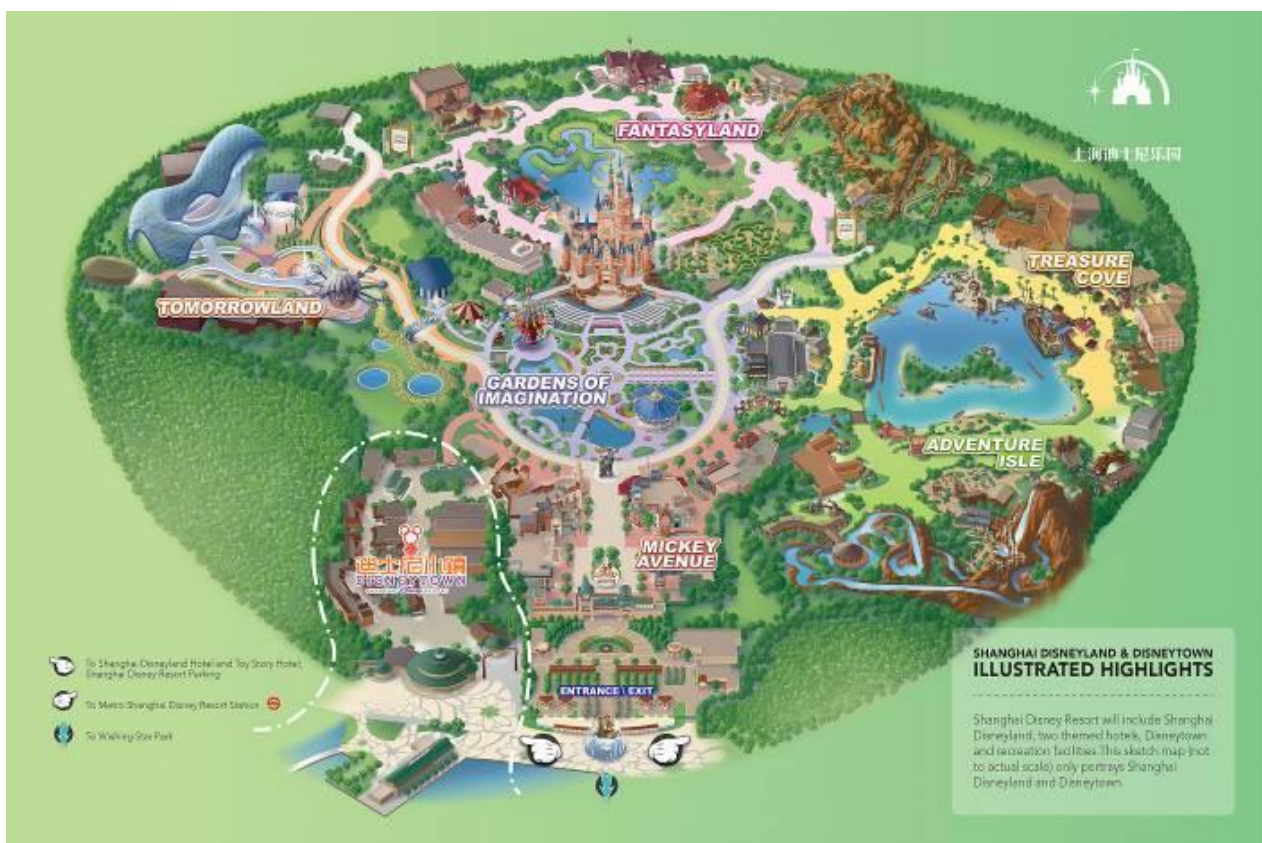 上海迪士尼乐园
FANTASYLAND
TREASURE
COVE
TOMORROWLAND
GARDENS OF
IMAGINATION
ADVENTURE
ISLE
MICKEY
AVENUE
迪士尼小镇
DISNEYTOWN
ENTRANCE \ EXIT
To Shanghai Disneyland Hotel and Toy Story Hotel,
Shanghai Disney Resort Parking
To Metro Shanghai Disney Resort Station
To Wishing Star Park
SHANGHAI DISNEYLAND & DISNEYTOWN
ILLUSTRATED HIGHLIGHTS
Shanghai Disney Resort will include Shanghai
Disneyland, two themed hotels, Disneytown
and recreation facilities. This sketch map (not
to actual scale) only portrays Shanghai
Disneyland and Disneytown.